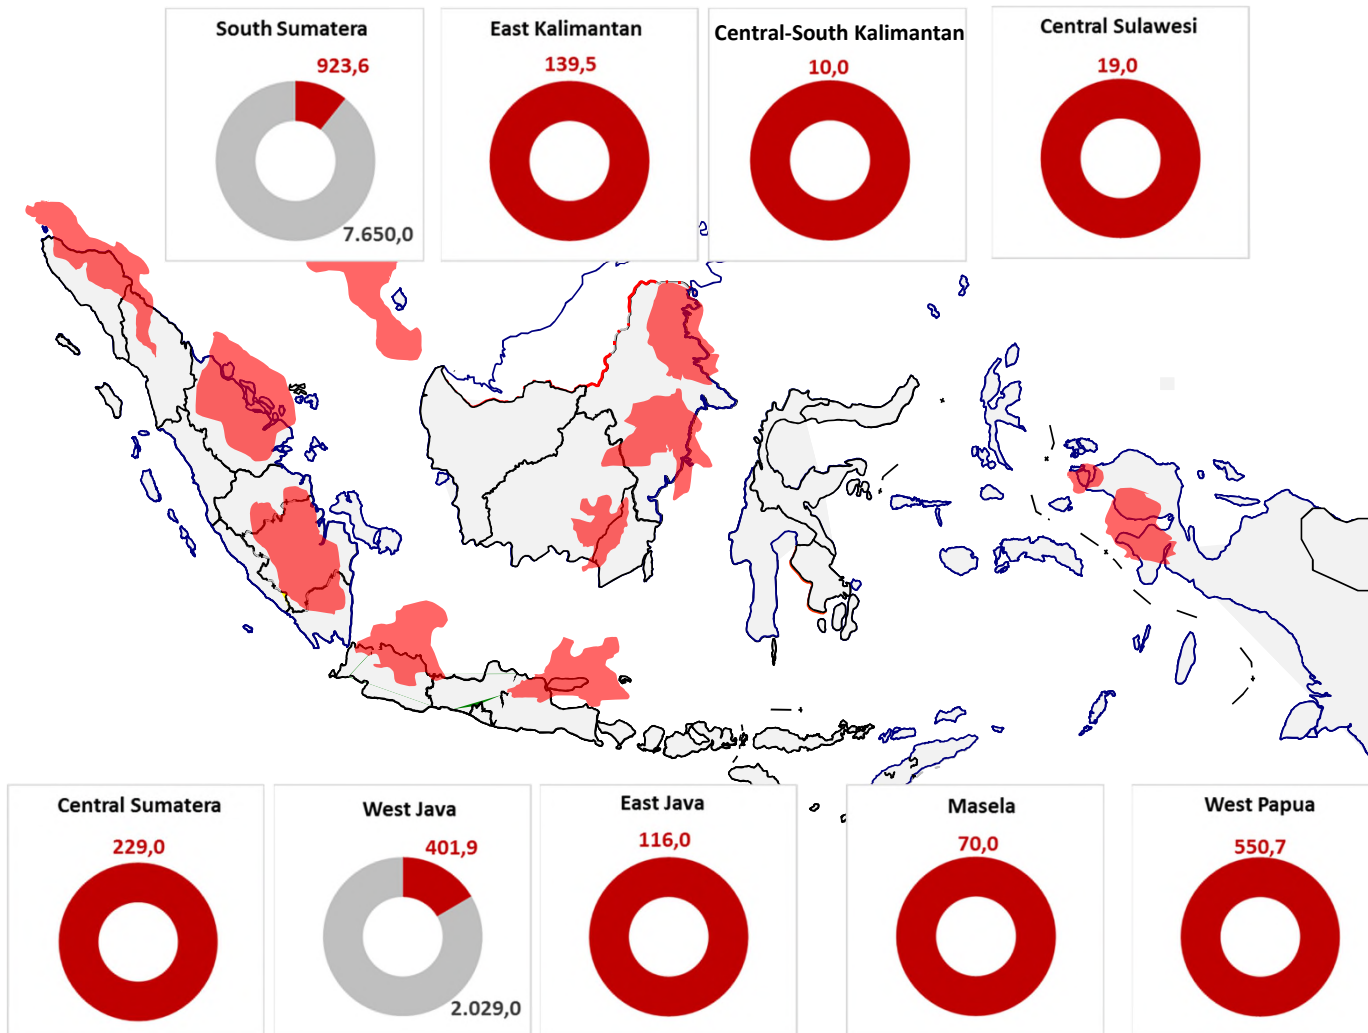 South Sumatera
923,6
7.650,0
East Kalimantan
139,5
Central-South Kalimantan
10,0
Central Sulawesi
19,0
Central Sumatera
229,0
West Java
401,9
2.029,0
East Java
116,0
Masela
70,0
West Papua
550,7